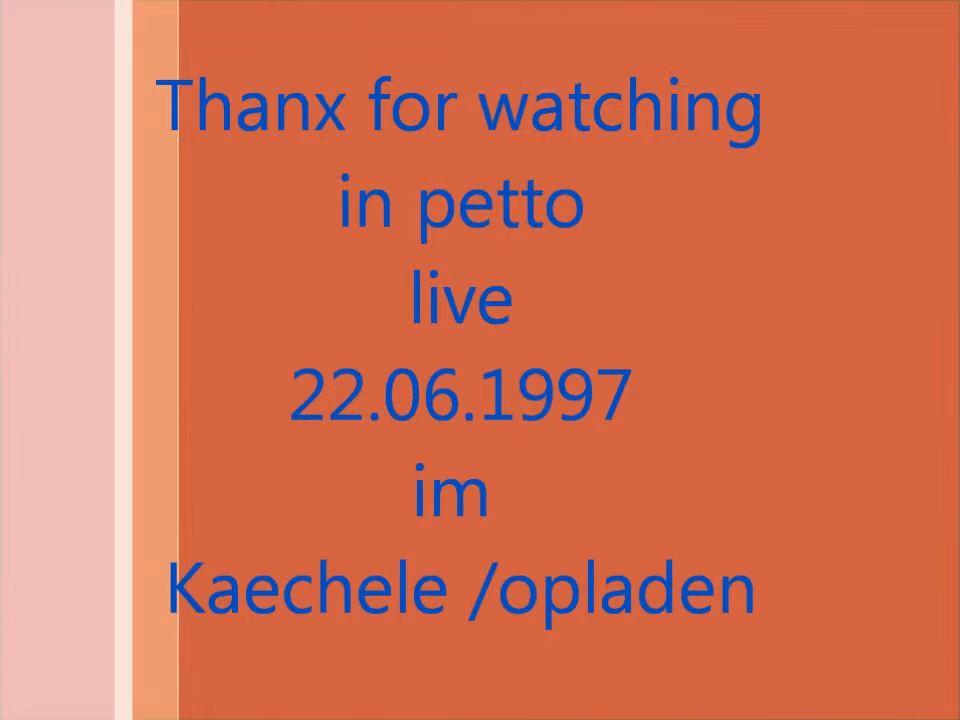 Thanx for watching
in petto
live
22.06.1997
im
Kaechele /opladen